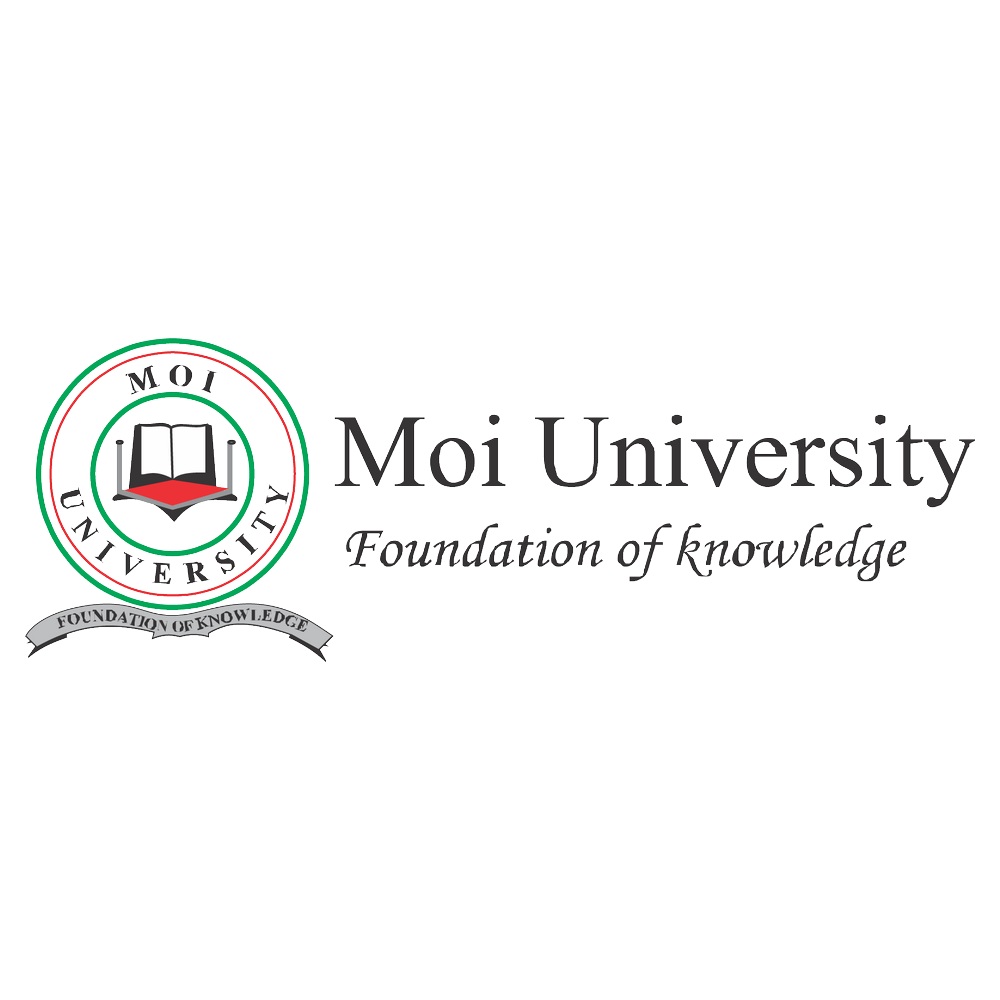 MOI
UNIVERSITY
FOUNDATION OF KNOWLEDGE
Moi University
Foundation of knowledge